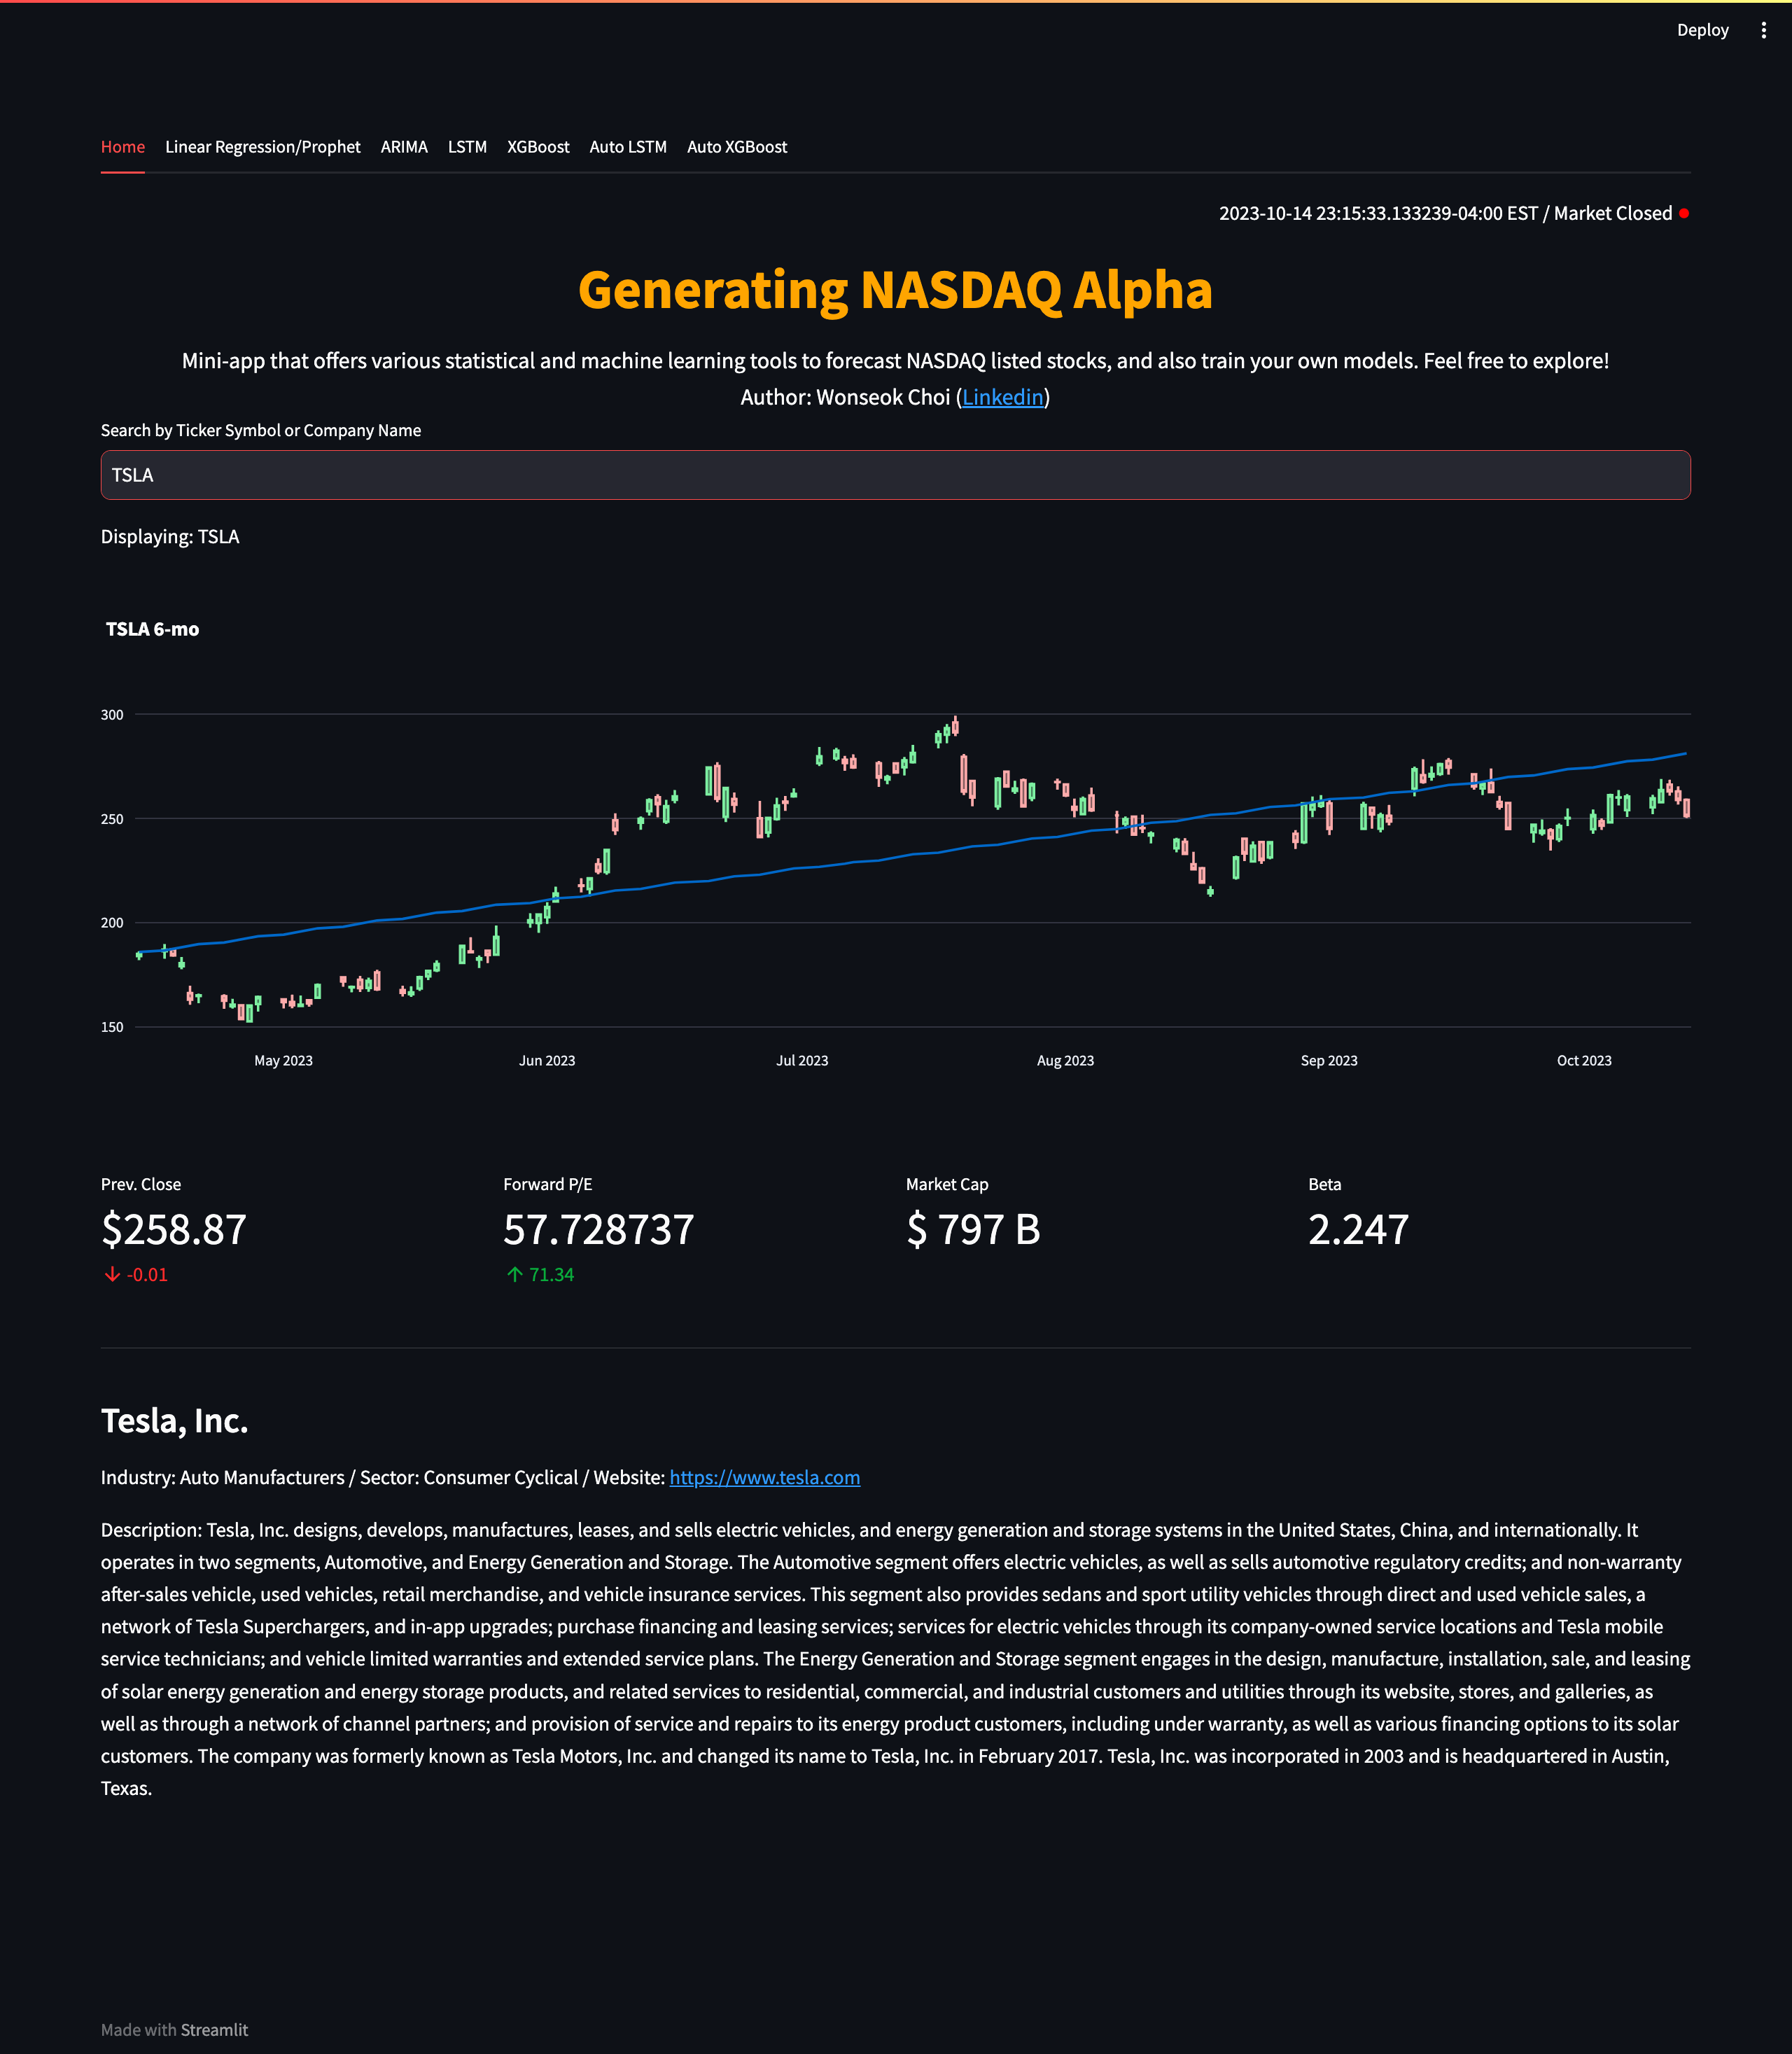 Deploy
Home Linear Regression/Prophet ARIMA LSTM XGBoost Auto LSTM Auto XGBoost
2023-10-14 23:15:33.133239-04:00 EST / Market Closed
Generating NASDAQ Alpha
Mini-app that offers various statistical and machine learning tools to forecast NASDAQ listed stocks, and also train your own models. Feel free to explore!
Author: Wonseok Choi (Linkedin)
Search by Ticker Symbol or Company Name
TSLA
Displaying: TSLA
TSLA 6-mo
300
250
200
150
May 2023 Jun 2023 Jul 2023 Aug 2023 Sep 2023 Oct 2023
Prev. Close Forward P/E Market Cap Beta
$258.87 57.728737 $ 797 B 2.247
↓ -0.01 ↑ 71.34
Tesla, Inc.
Industry: Auto Manufacturers / Sector: Consumer Cyclical / Website: https://www.tesla.com
Description: Tesla, Inc. designs, develops, manufactures, leases, and sells electric vehicles, and energy generation and storage systems in the United States, China, and internationally. It
operates in two segments, Automotive, and Energy Generation and Storage. The Automotive segment offers electric vehicles, as well as sells automotive regulatory credits; and non-warranty
after-sales vehicle, used vehicles, retail merchandise, and vehicle insurance services. This segment also provides sedans and sport utility vehicles through direct and used vehicle sales, a
network of Tesla Superchargers, and in-app upgrades; purchase financing and leasing services; services for electric vehicles through its company-owned service locations and Tesla mobile
service technicians; and vehicle limited warranties and extended service plans. The Energy Generation and Storage segment engages in the design, manufacture, installation, sale, and leasing
of solar energy generation and energy storage products, and related services to residential, commercial, and industrial customers and utilities through its website, stores, and galleries, as
well as through a network of channel partners; and provision of service and repairs to its energy product customers, including under warranty, as well as various financing options to its solar
customers. The company was formerly known as Tesla Motors, Inc. and changed its name to Tesla, Inc. in February 2017. Tesla, Inc. was incorporated in 2003 and is headquartered in Austin,
Texas.
Made with Streamlit